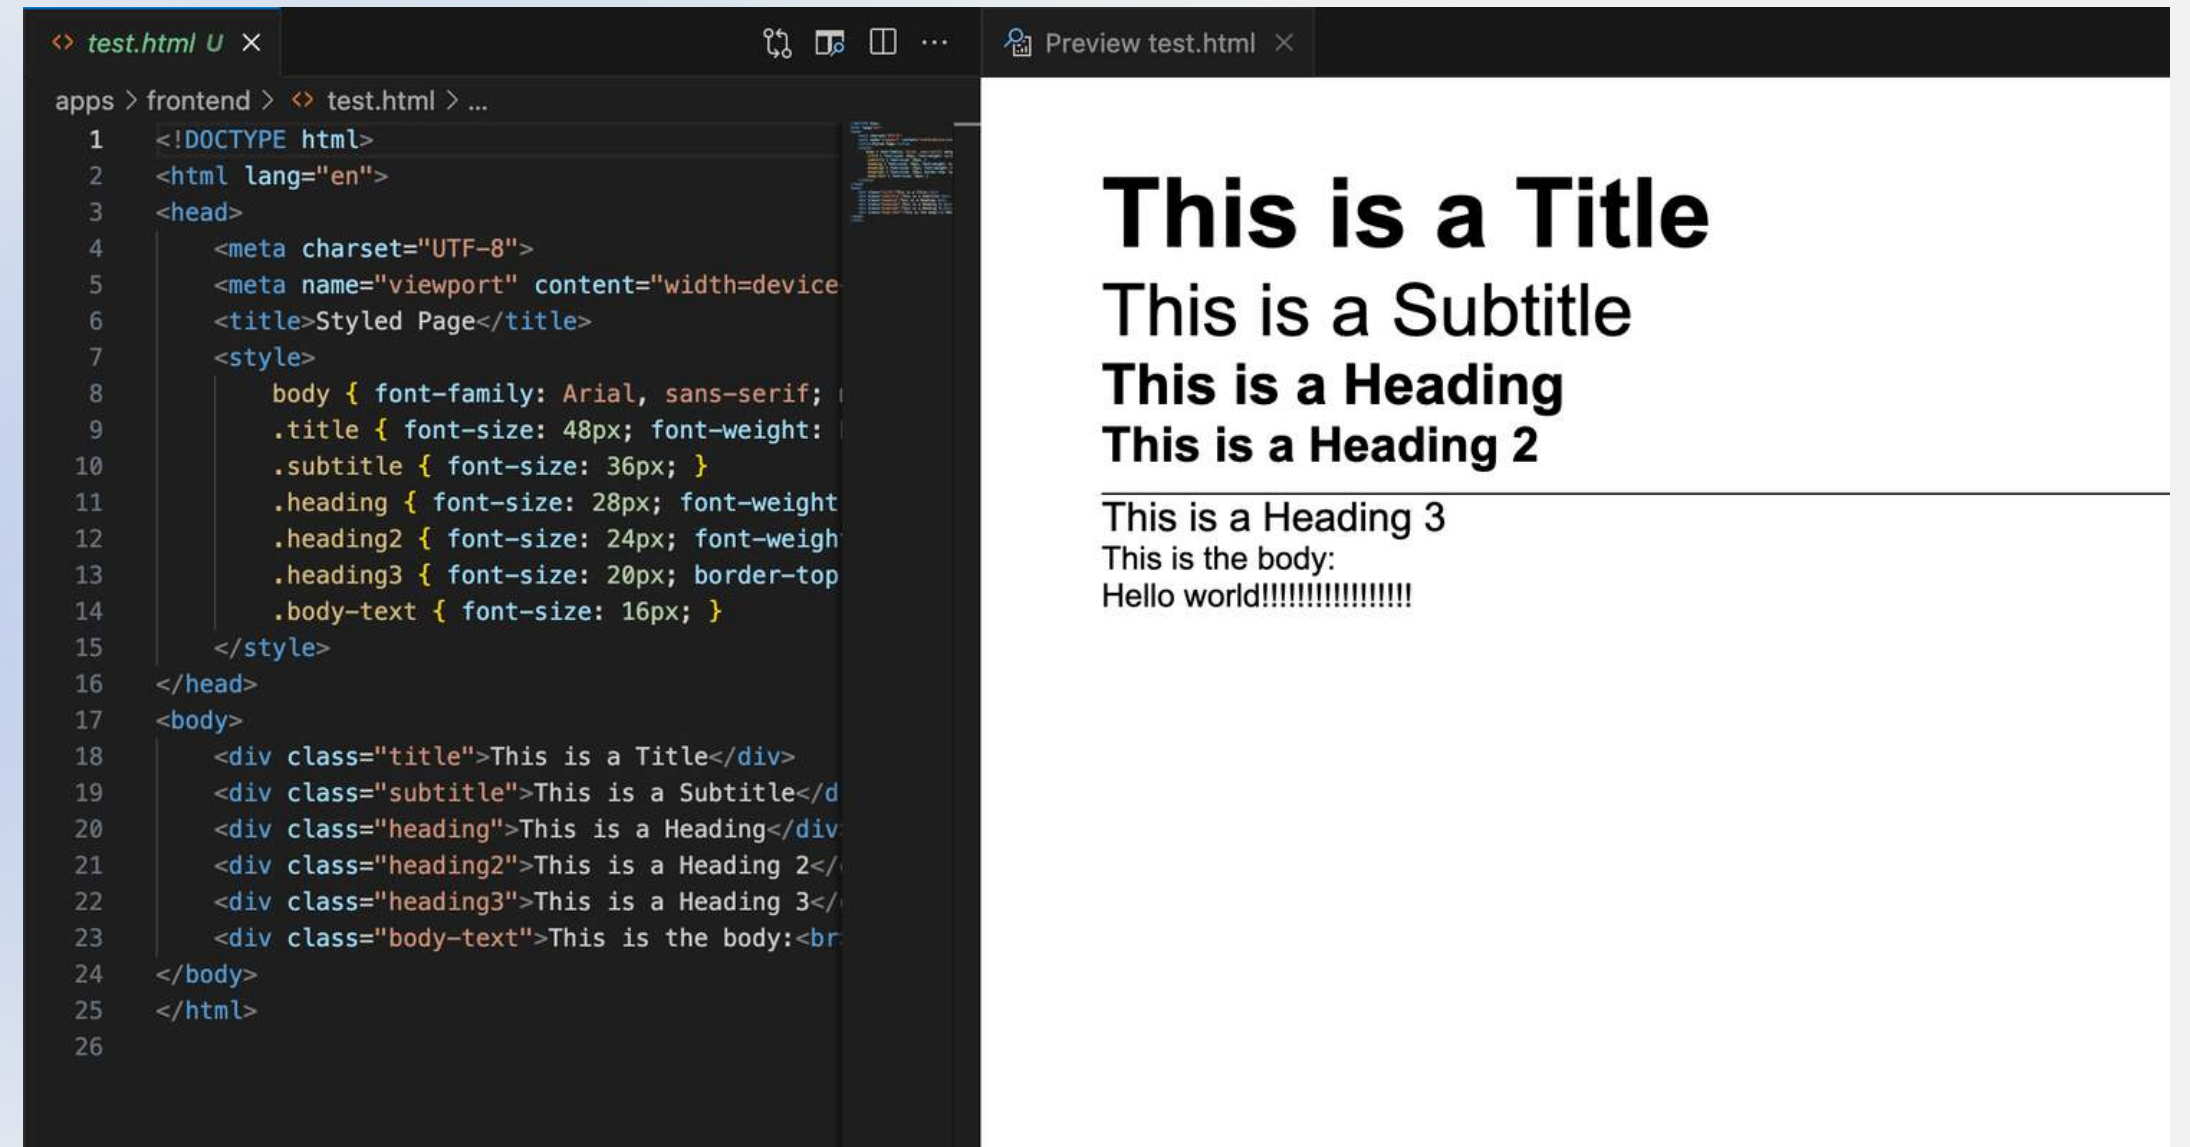 <> test.html U ×
apps > frontend > <> test.html > ...
1 <!DOCTYPE html>
2 <html lang="en">
3 <head>
4 <meta charset="UTF-8">
5 <meta name="viewport" content="width=device-
6 <title>Styled Page</title>
7 <style>
8 body { font-family: Arial, sans-serif;
9 .title { font-size: 48px; font-weight:
10 .subtitle { font-size: 36px; }
11 .heading { font-size: 28px; font-weight
12 .heading2 { font-size: 24px; font-weigh
13 .heading3 { font-size: 20px; border-top
14 .body-text { font-size: 16px; }
15 </style>
16 </head>
17 <body>
18 <div class="title">This is a Title</div>
19 <div class="subtitle">This is a Subtitle</d
20 <div class="heading">This is a Heading</div
21 <div class="heading2">This is a Heading 2</
22 <div class="heading3">This is a Heading 3</
23 <div class="body-text">This is the body:<br
24 </body>
25 </html>
26
Preview test.html ×
This is a Title
This is a Subtitle
This is a Heading
This is a Heading 2
This is a Heading 3
This is the body:
Hello world!!!!!!!!!!!!!!!!!